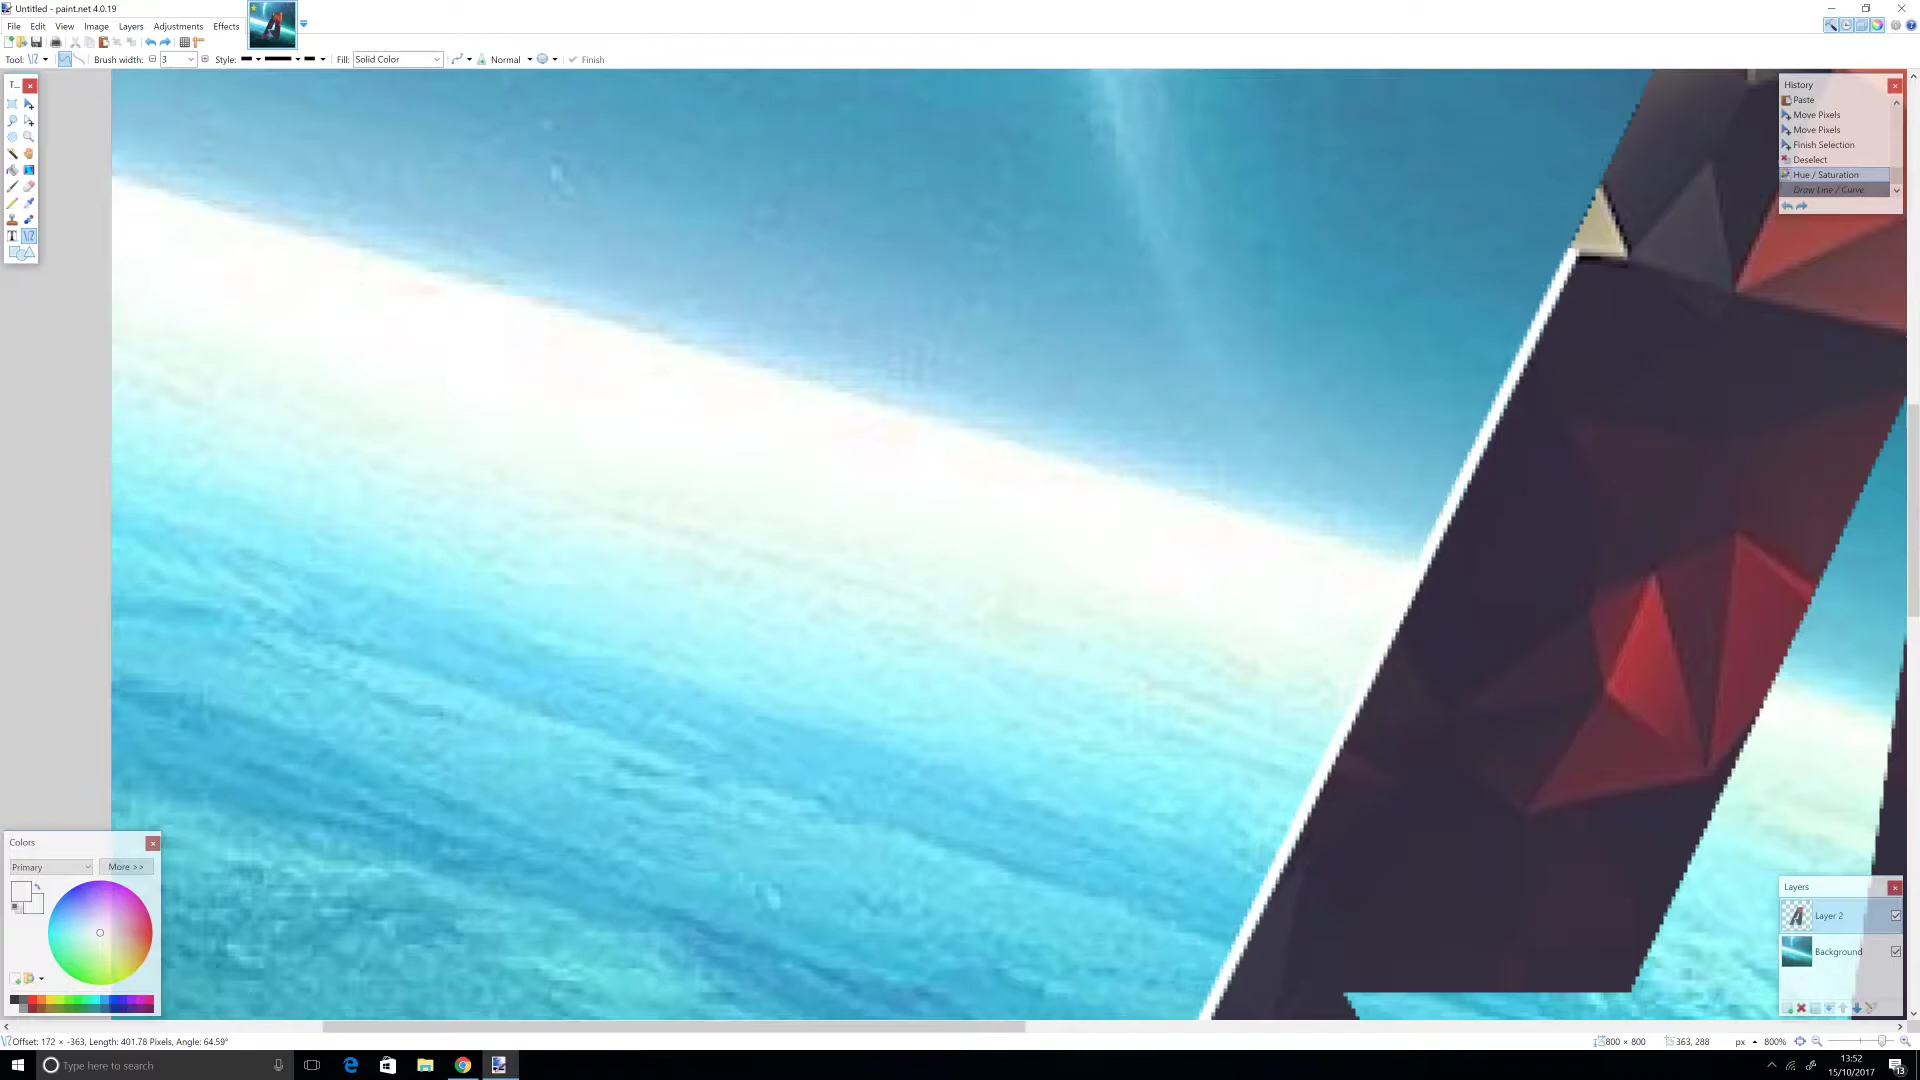 Untitled - paint.net 4.0.19
File Edit View Image Layers Adjustments Effects
Tool: Brush width: 3 Style: Fill: Solid Color Normal Finish
T...
History
Paste
Move Pixels
Move Pixels
Finish Selection
Deselect
Hue / Saturation
Draw Line / Curve
Colors
Primary More >>
Layers
Layer 2
Background
Offset: 172 × -363, Length: 401.78 Pixels, Angle: 64.59° 800 × 800 363, 288 px 800%
Type here to search
13:52
15/10/2017
13